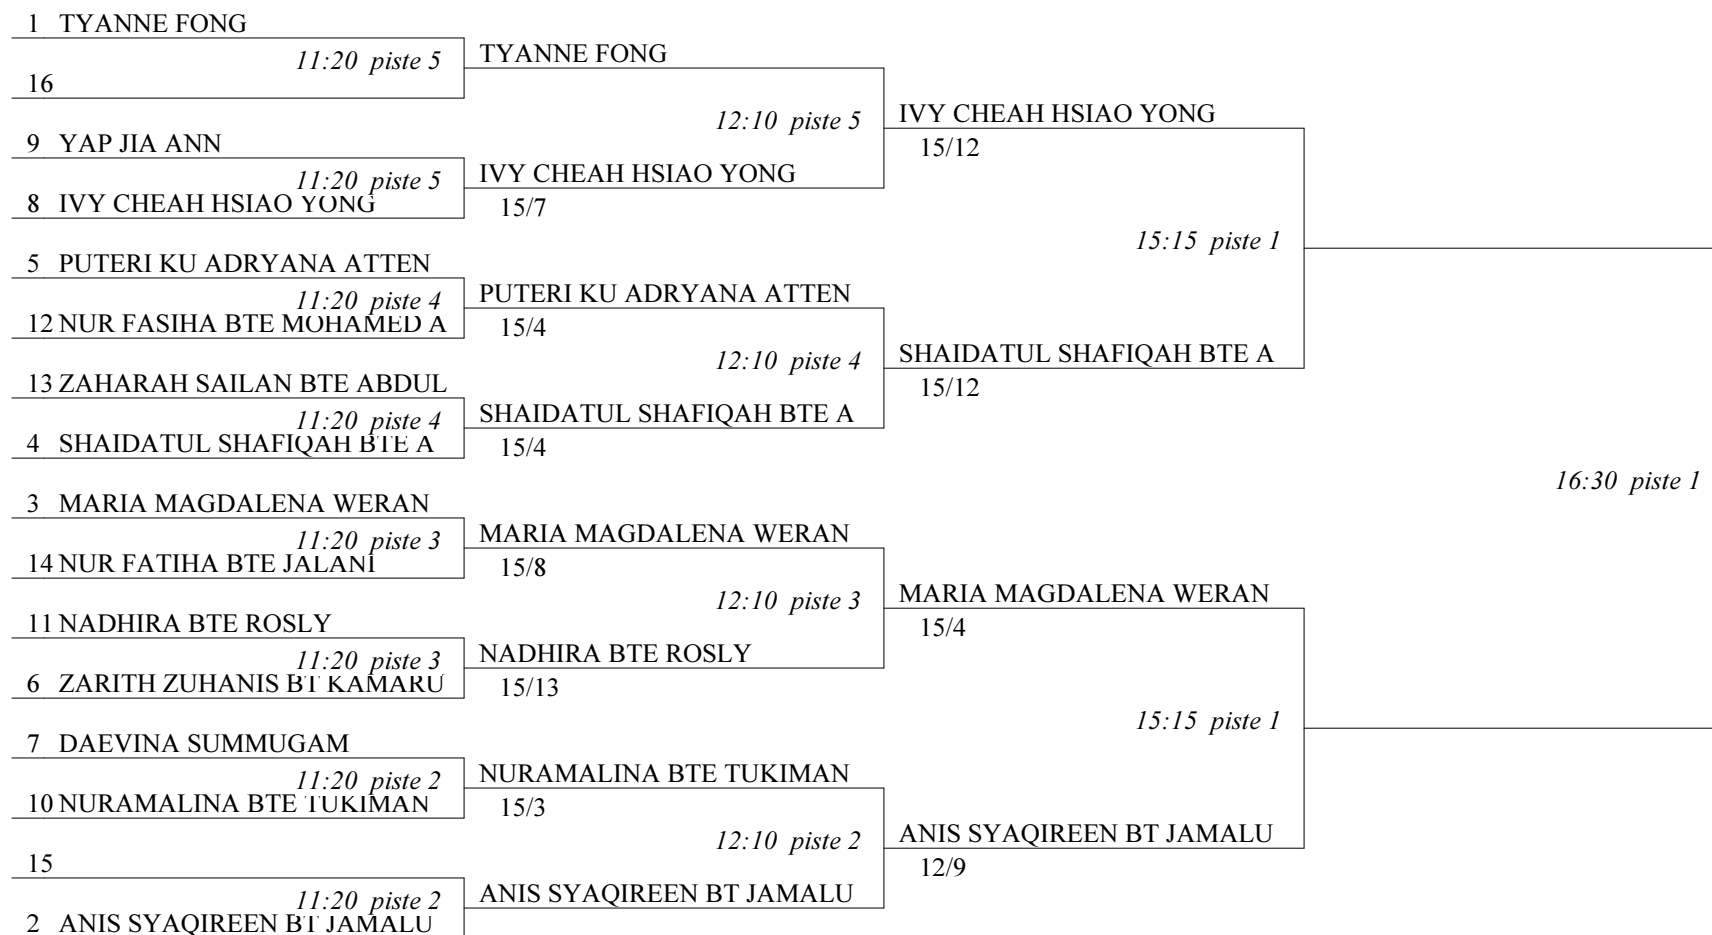 1 TYANNE FONG
11:20 piste 5
16
TYANNE FONG
12:10 piste 5
9 YAP JIA ANN
11:20 piste 5
8 IVY CHEAH HSIAO YONG
IVY CHEAH HSIAO YONG
15/7
IVY CHEAH HSIAO YONG
15/12
15:15 piste 1
5 PUTERI KU ADRYANA ATTEN
11:20 piste 4
12 NUR FASIHA BTE MOHAMED A
PUTERI KU ADRYANA ATTEN
15/4
12:10 piste 4
13 ZAHARAH SAILAN BTE ABDUL
11:20 piste 4
4 SHAIDATUL SHAFIQAH BTE A
SHAIDATUL SHAFIQAH BTE A
15/4
SHAIDATUL SHAFIQAH BTE A
15/12
16:30 piste 1
3 MARIA MAGDALENA WERAN
11:20 piste 3
14 NUR FATIHA BTE JALANI
MARIA MAGDALENA WERAN
15/8
12:10 piste 3
11 NADHIRA BTE ROSLY
11:20 piste 3
6 ZARITH ZUHANIS BT KAMARU
NADHIRA BTE ROSLY
15/13
MARIA MAGDALENA WERAN
15/4
15:15 piste 1
7 DAEVINA SUMMUGAM
11:20 piste 2
10 NURAMALINA BTE TUKIMAN
NURAMALINA BTE TUKIMAN
15/3
12:10 piste 2
15
11:20 piste 2
2 ANIS SYAQIREEN BT JAMALU
ANIS SYAQIREEN BT JAMALU
ANIS SYAQIREEN BT JAMALU
12/9